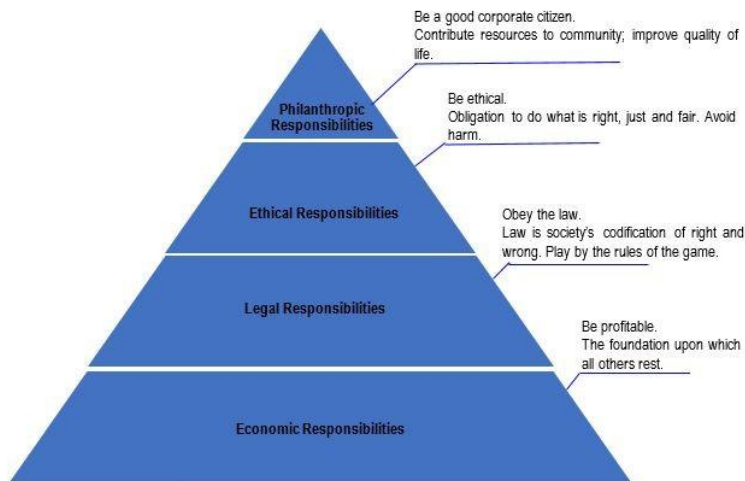 Be a good corporate citizen.
Contribute resources to community; improve quality of
life.
Philanthropic
Responsibilities
Be ethical.
Obligation to do what is right, just and fair. Avoid
harm.
Ethical Responsibilities
Obey the law.
Law is society's codification of right and
wrong. Play by the rules of the game.
Legal Responsibilities
Be profitable.
The foundation upon which
all others rest.
Economic Responsibilities